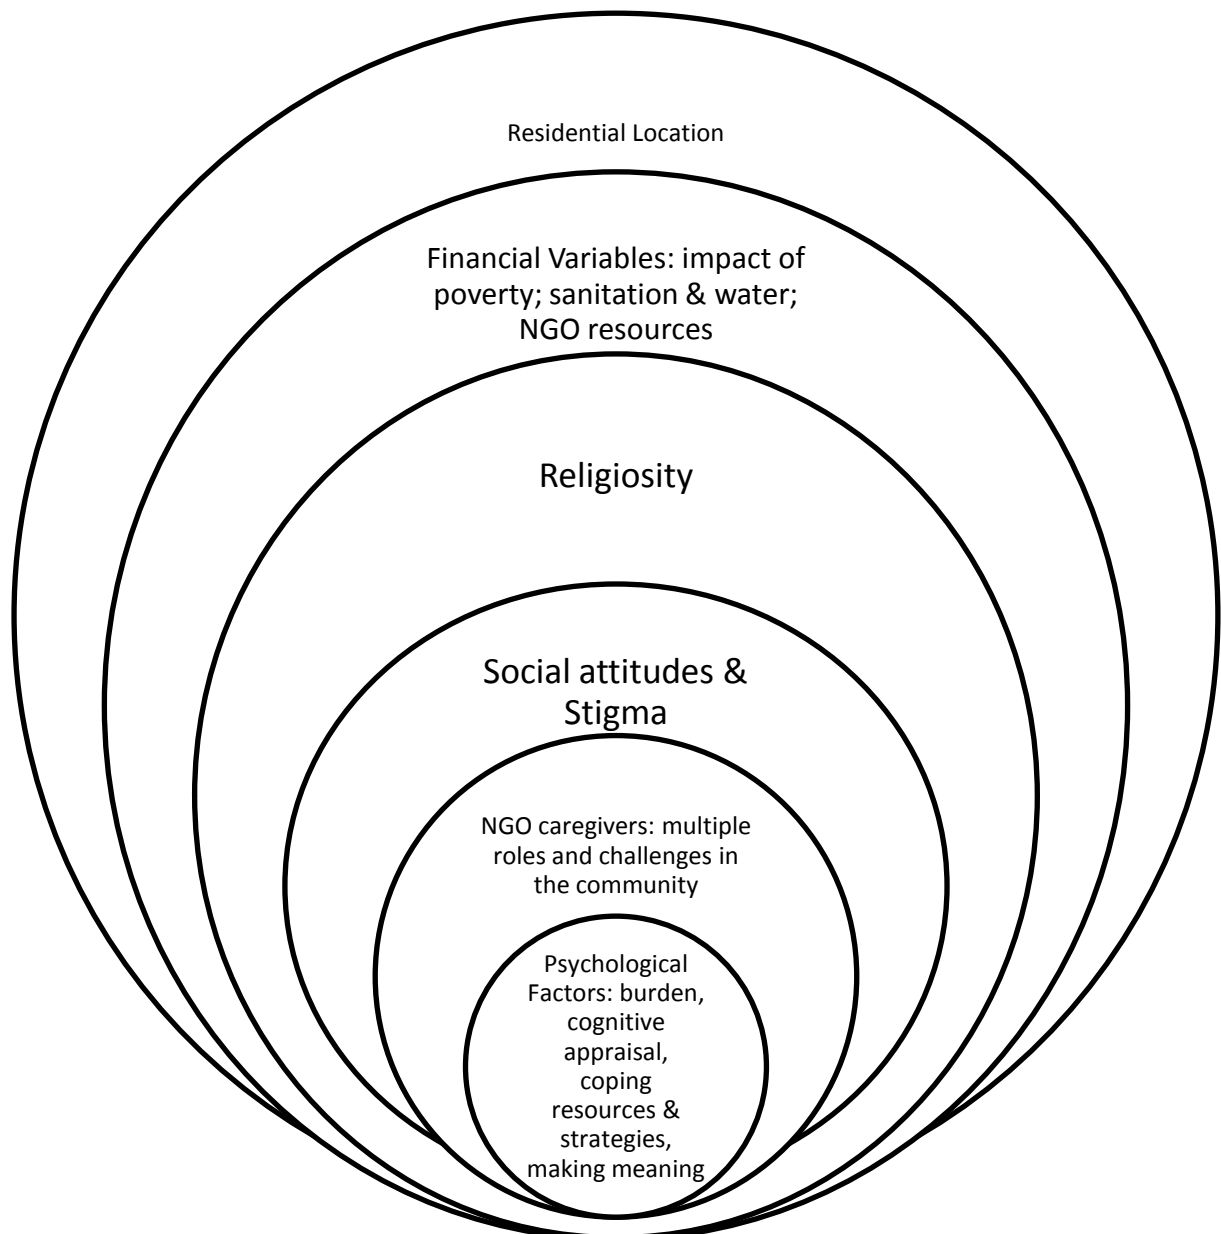 Residential Location
Financial Variables: impact of
poverty; sanitation & water;
NGO resources
Religiosity
Social attitudes &
Stigma
NGO caregivers: multiple
roles and challenges in
the community
Psychological
Factors: burden,
cognitive
appraisal,
coping
resources &
strategies,
making meaning